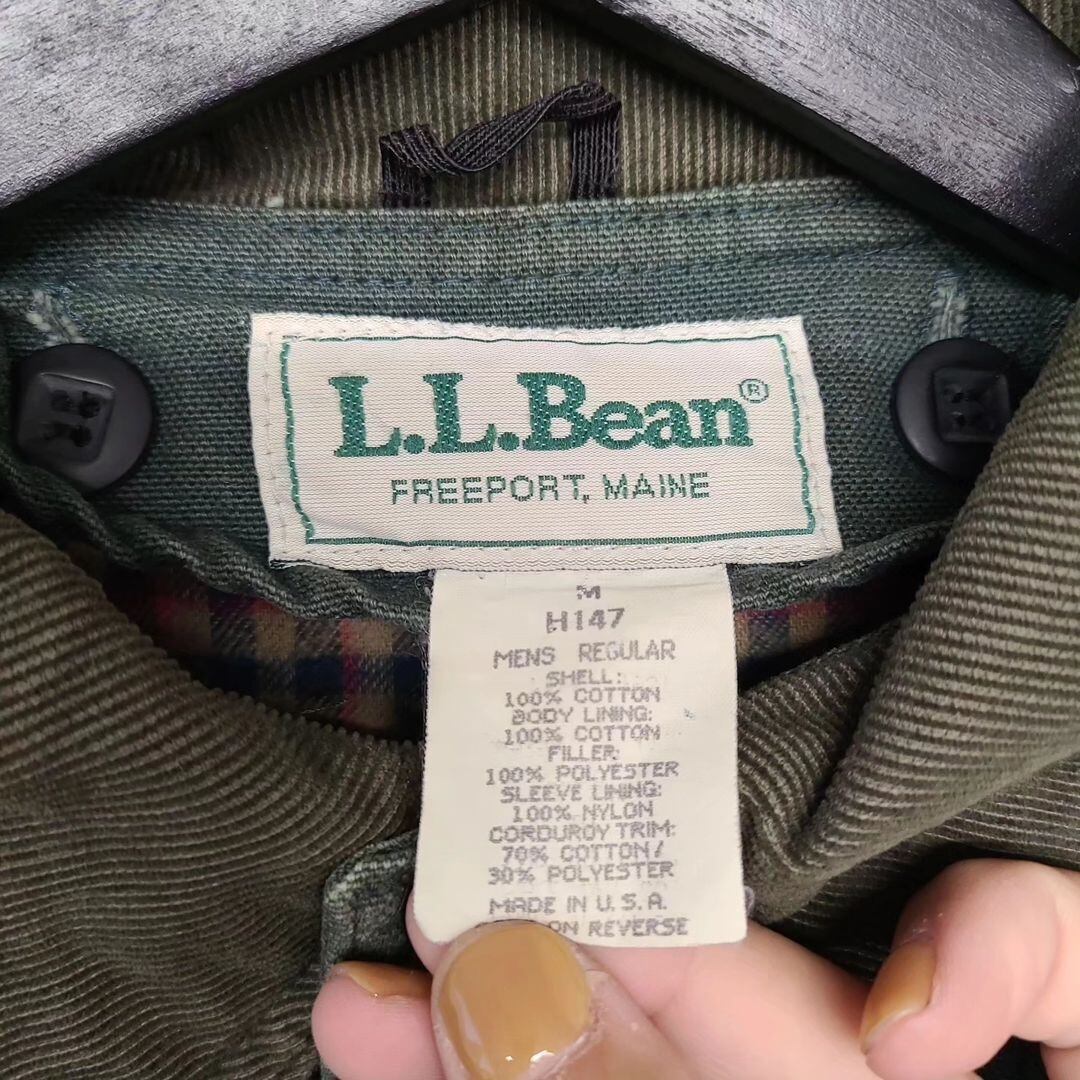 L.L.Bean®
FREEPORT, MAINE
M
H147
MENS REGULAR
SHELL:
100% COTTON
BODY LINING:
100% COTTON
FILLER:
100% POLYESTER
SLEEVE LINING:
100% NYLON
CORDUROY TRIM:
70% COTTON/
30% POLYESTER
MADE IN U.S.A.
ON REVERSE